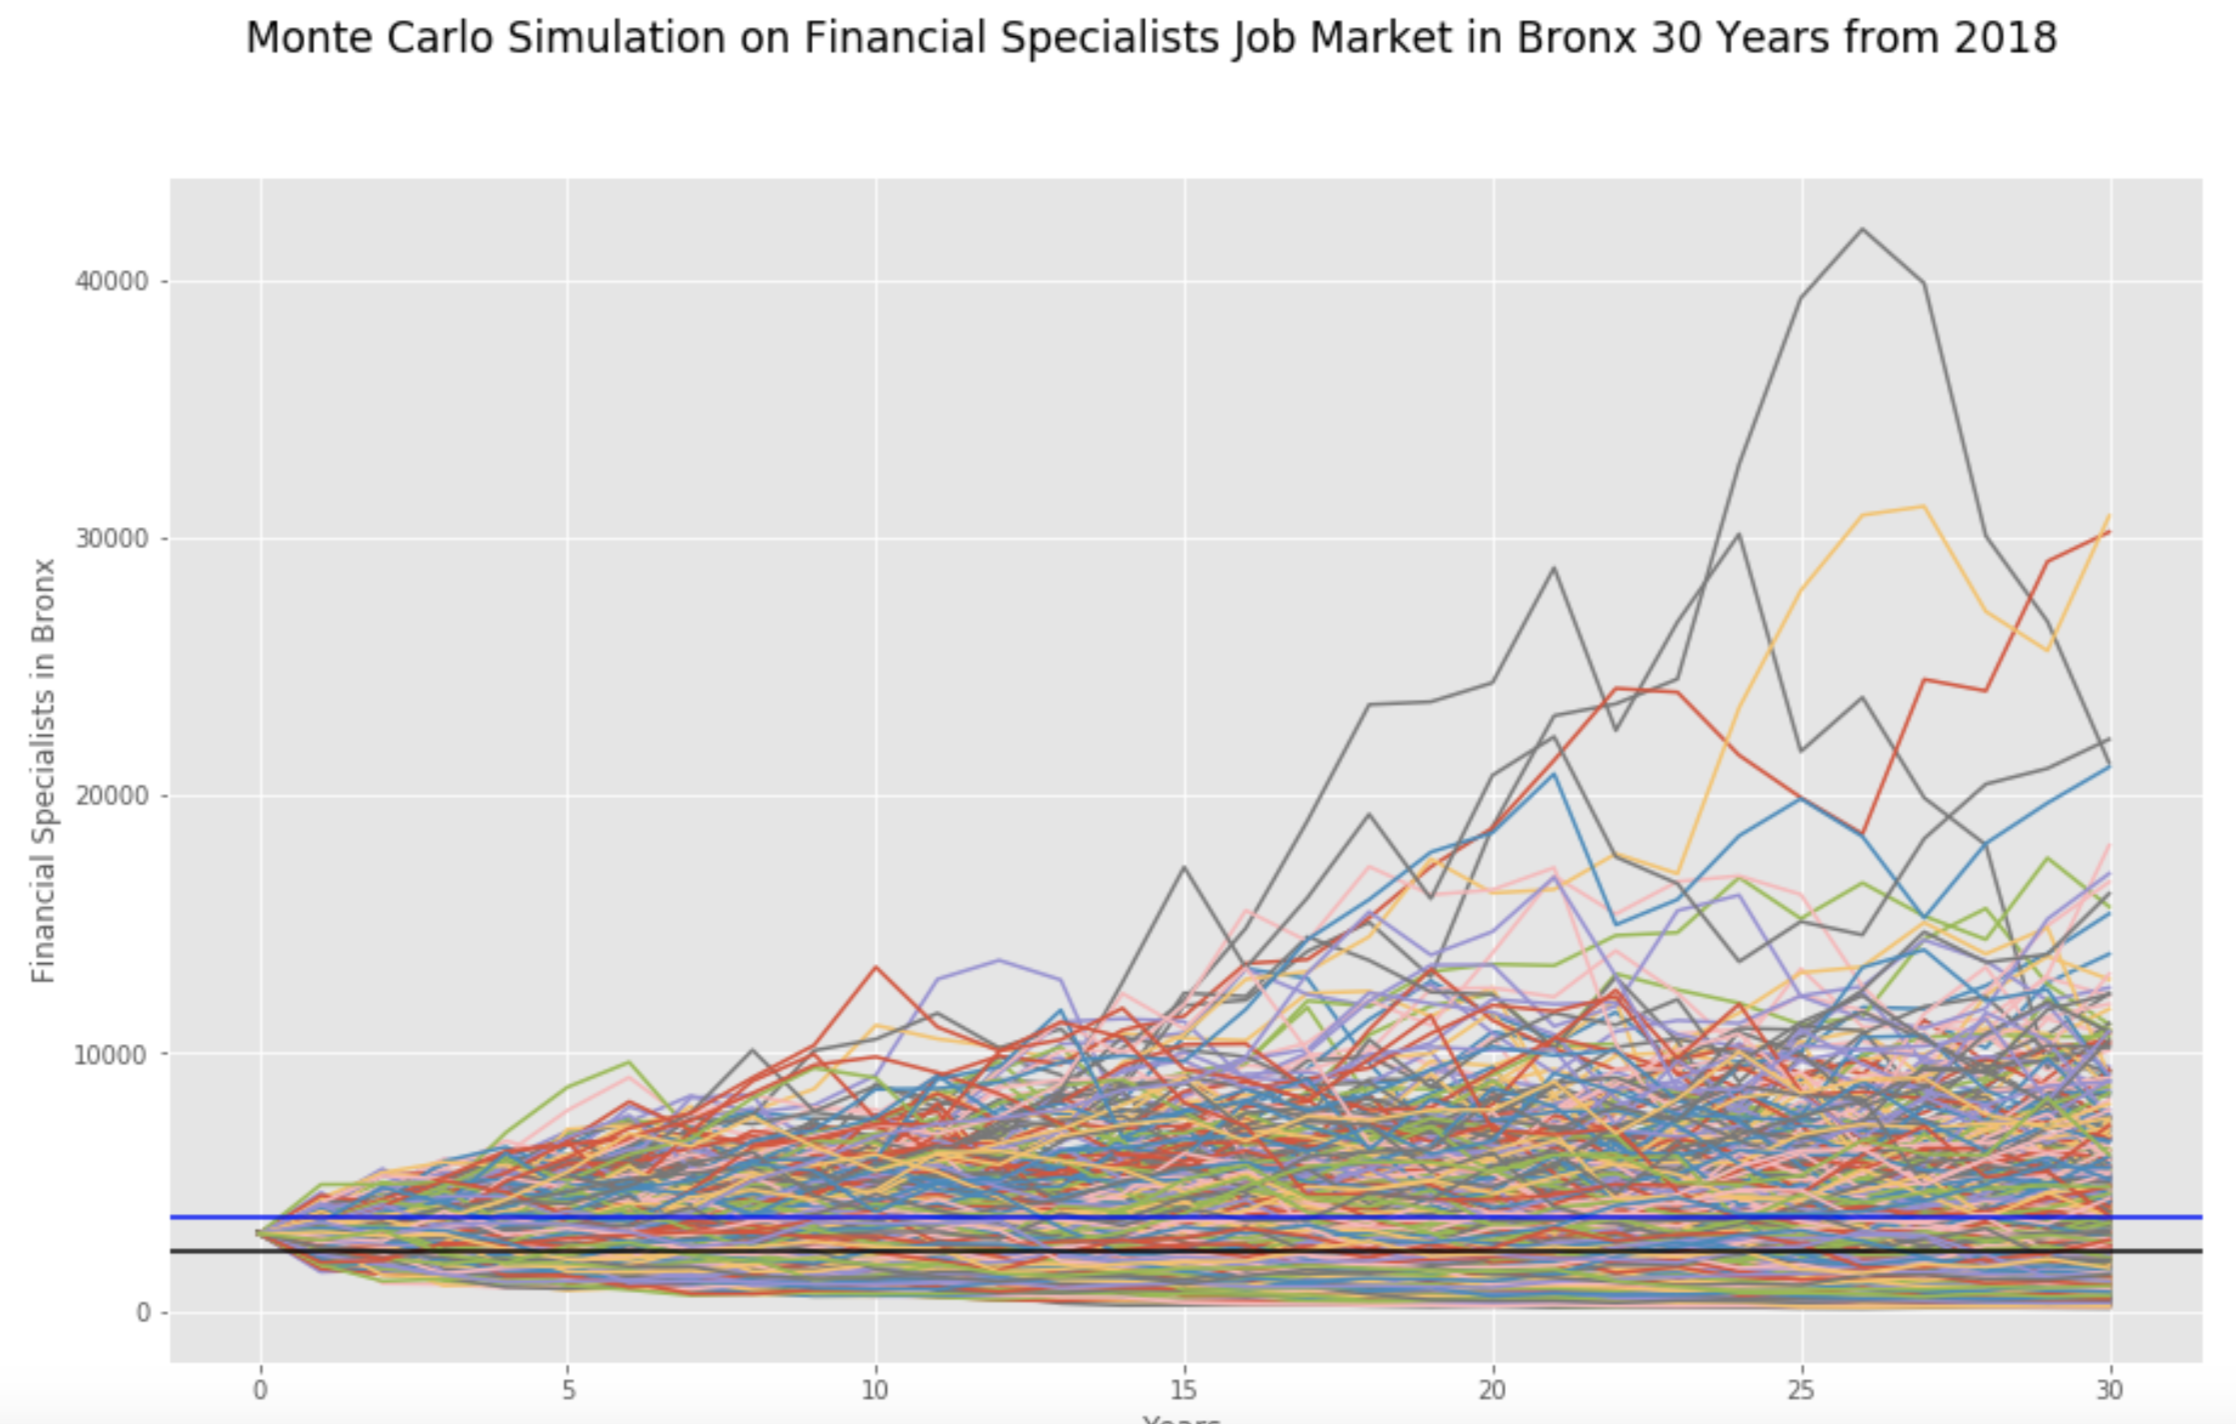 Monte Carlo Simulation on Financial Specialists Job Market in Bronx 30 Years from 2018
Financial Specialists in Bronx
40000
30000
20000
10000
0
0 5 10 15 20 25 30
Years